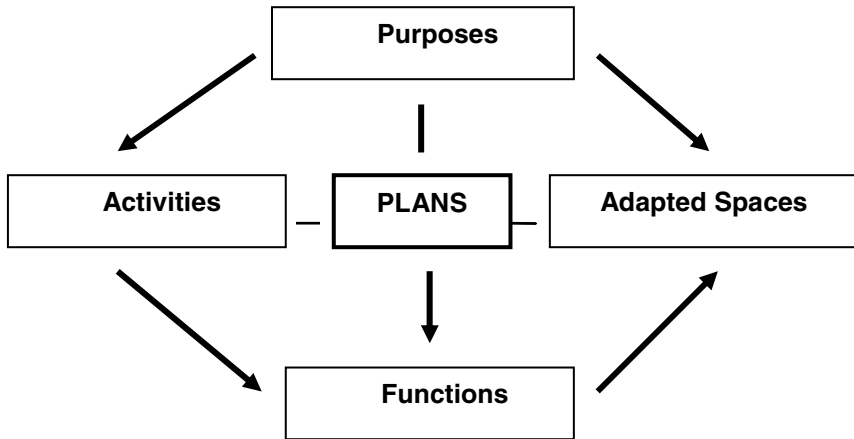 Purposes
Activities
PLANS
Adapted Spaces
Functions